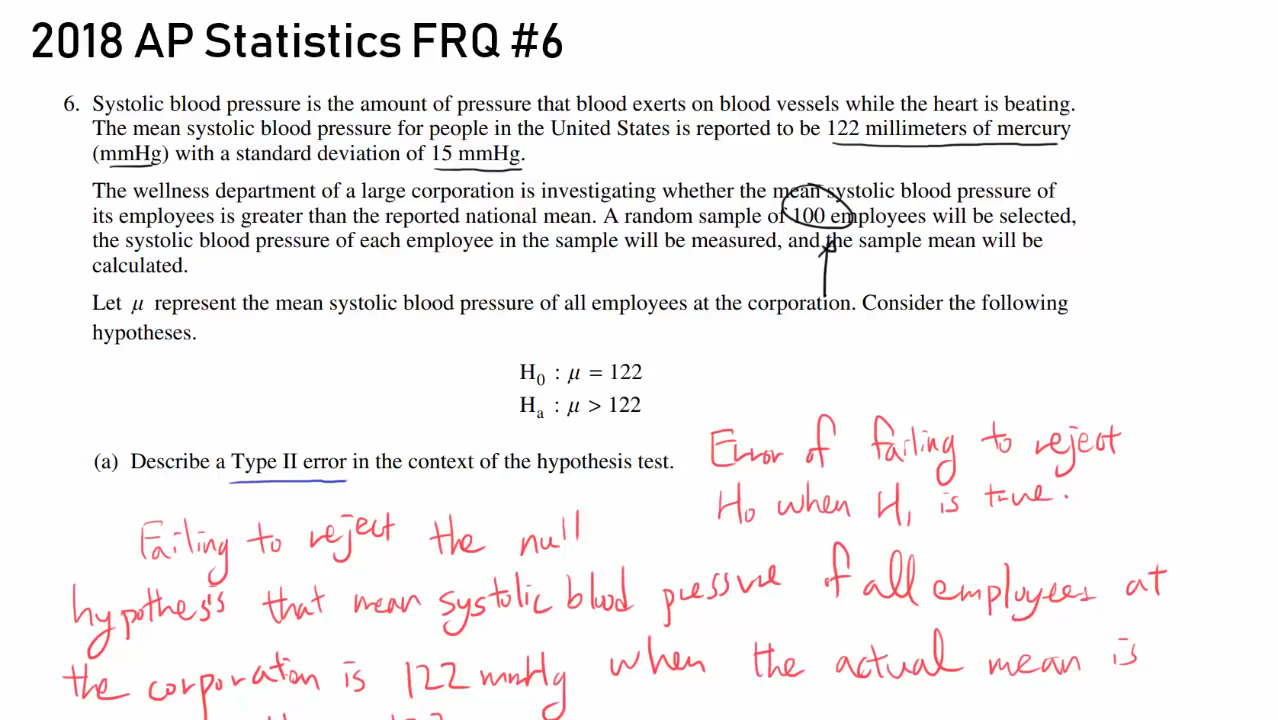 2018 AP Statistics FRQ #6
6. Systolic blood pressure is the amount of pressure that blood exerts on blood vessels while the heart is beating.
The mean systolic blood pressure for people in the United States is reported to be 122 millimeters of mercury
(mmHg) with a standard deviation of 15 mmHg.
The wellness department of a large corporation is investigating whether the mean systolic blood pressure of
its employees is greater than the reported national mean. A random sample of 100 employees will be selected,
the systolic blood pressure of each employee in the sample will be measured, and the sample mean will be
calculated.
Let μ represent the mean systolic blood pressure of all employees at the corporation. Consider the following
hypotheses.
H₀ : μ = 122
Hₐ : μ > 122
Error of failing to reject
(a) Describe a Type II error in the context of the hypothesis test.
H₀ when H₁ is true.
Failing to reject the null
hypothesis that mean systolic blood pressure of all employees at
the corporation is 122 mmHg when the actual mean is